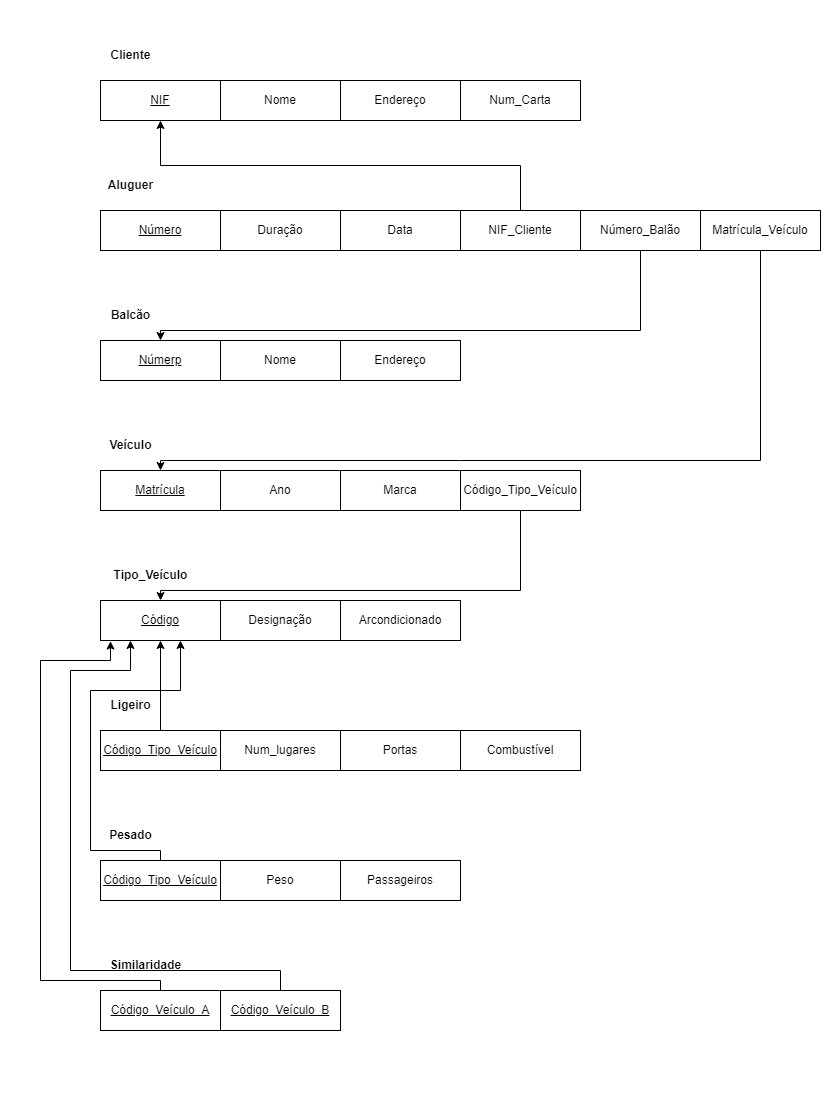 Cliente
NIF Nome Endereço Num_Carta
Aluguer
Número Duração Data NIF_Cliente Número_Balão Matrícula_Veículo
Balcão
Númerp Nome Endereço
Veículo
Matrícula Ano Marca Código_Tipo_Veículo
Tipo_Veículo
Código Designação Arcondicionado
Ligeiro
Código_Tipo_Veículo Num_lugares Portas Combustível
Pesado
Código_Tipo_Veículo Peso Passageiros
Similaridade
Código_Veículo_A Código_Veículo_B